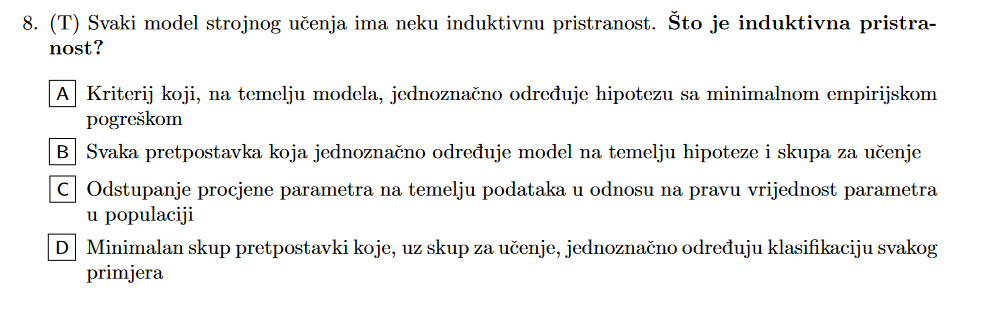 8. (T) Svaki model strojnog učenja ima neku induktivnu pristranost. Što je induktivna pristra-
nost?
A Kriterij koji, na temelju modela, jednoznačno određuje hipotezu sa minimalnom empirijskom
pogreškom
B Svaka pretpostavka koja jednoznačno određuje model na temelju hipoteze i skupa za učenje
C Odstupanje procjene parametra na temelju podataka u odnosu na pravu vrijednost parametra
u populaciji
D Minimalan skup pretpostavki koje, uz skup za učenje, jednoznačno određuju klasifikaciju svakog
primjera